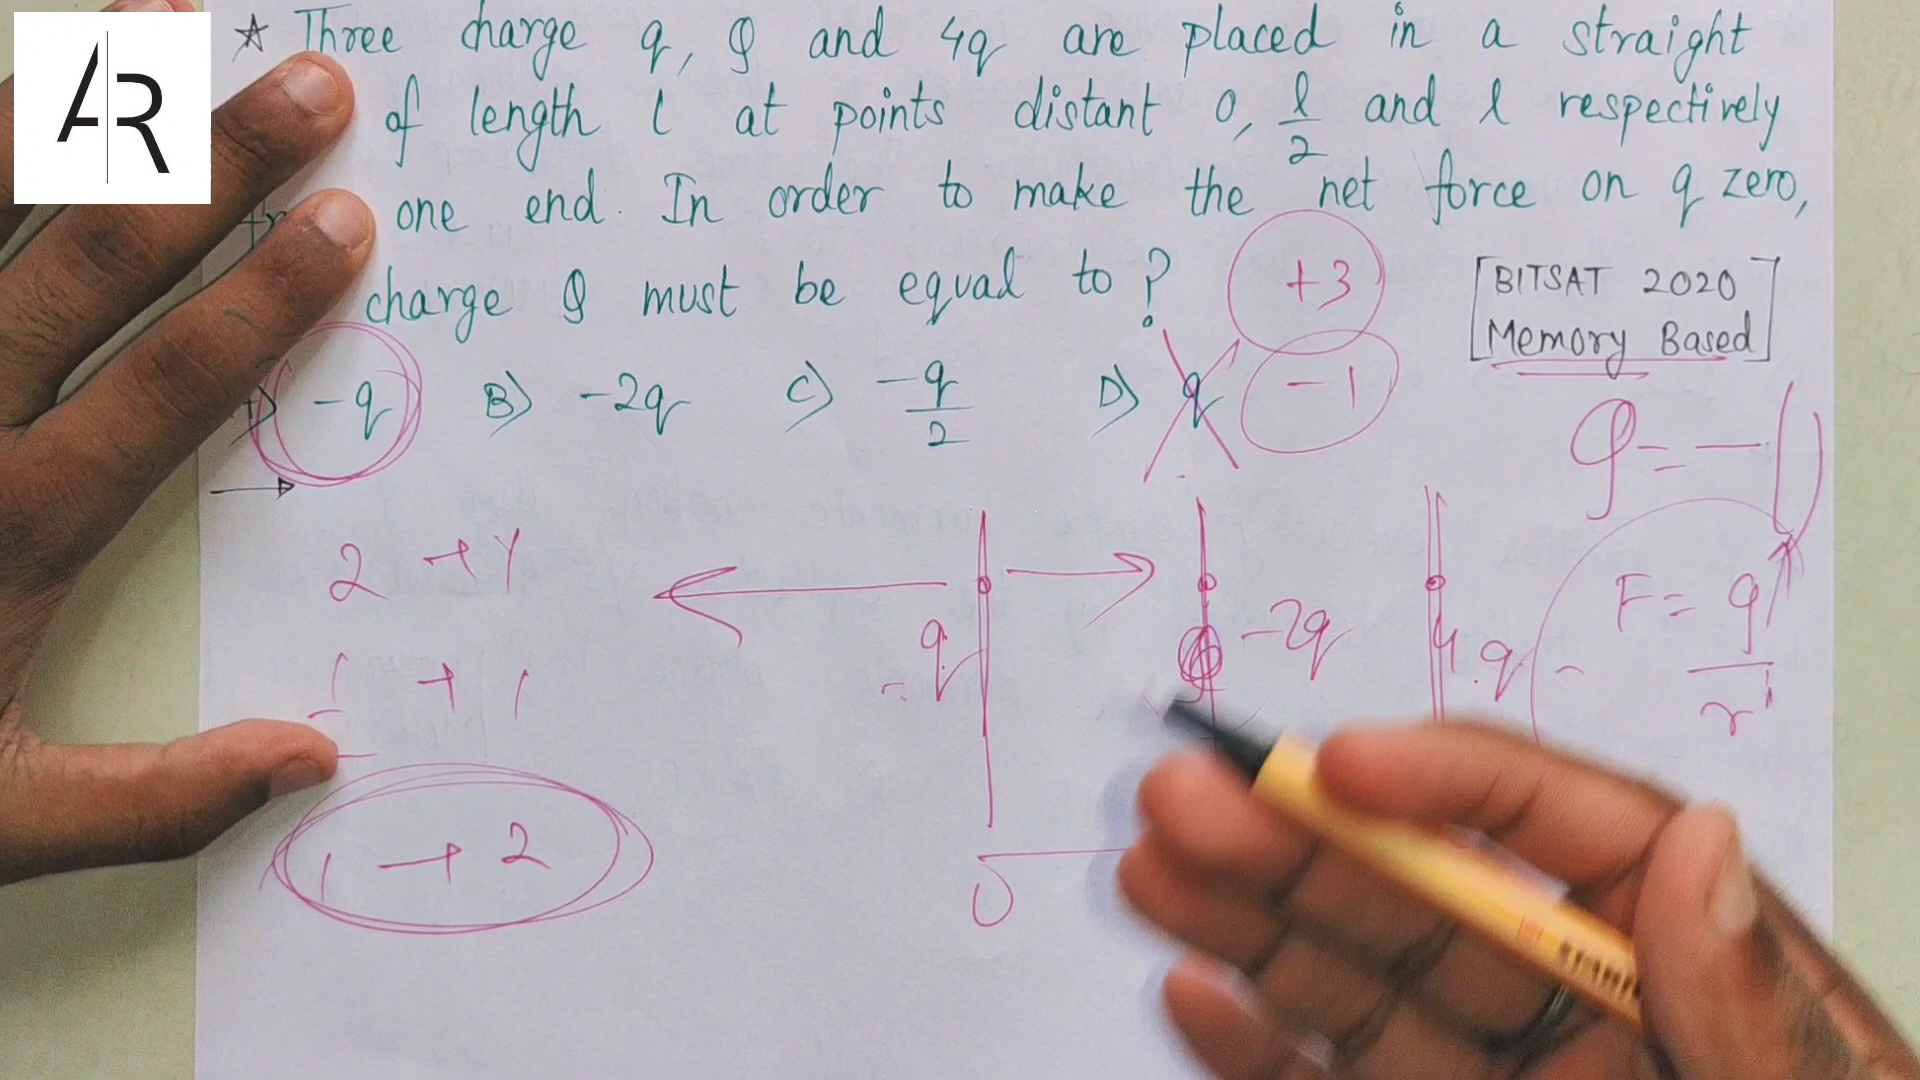 AR
★ Three charge q, Q and 4q are placed in a straight
of length l at points distant 0, l/2 and l respectively
one end. In order to make the net force on q zero,
charge Q must be equal to?
+3
[BITSAT 2020
Memory Based]
-q B) -2q C) -q/2 D) q
-1
Q = -
2 → Y
F = q
r
q -2q 4q
1 → 1
1 → 2
0